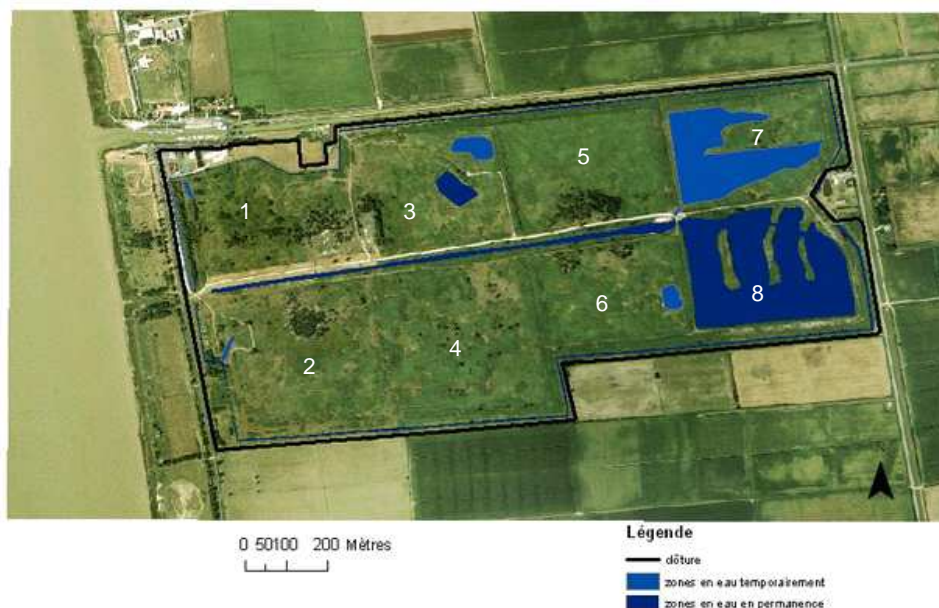 7
5
1
3
6
8
4
2
0 50100 200 Mètres
Légende
clôture
zones en eau temporairement
zones en eau en permanence